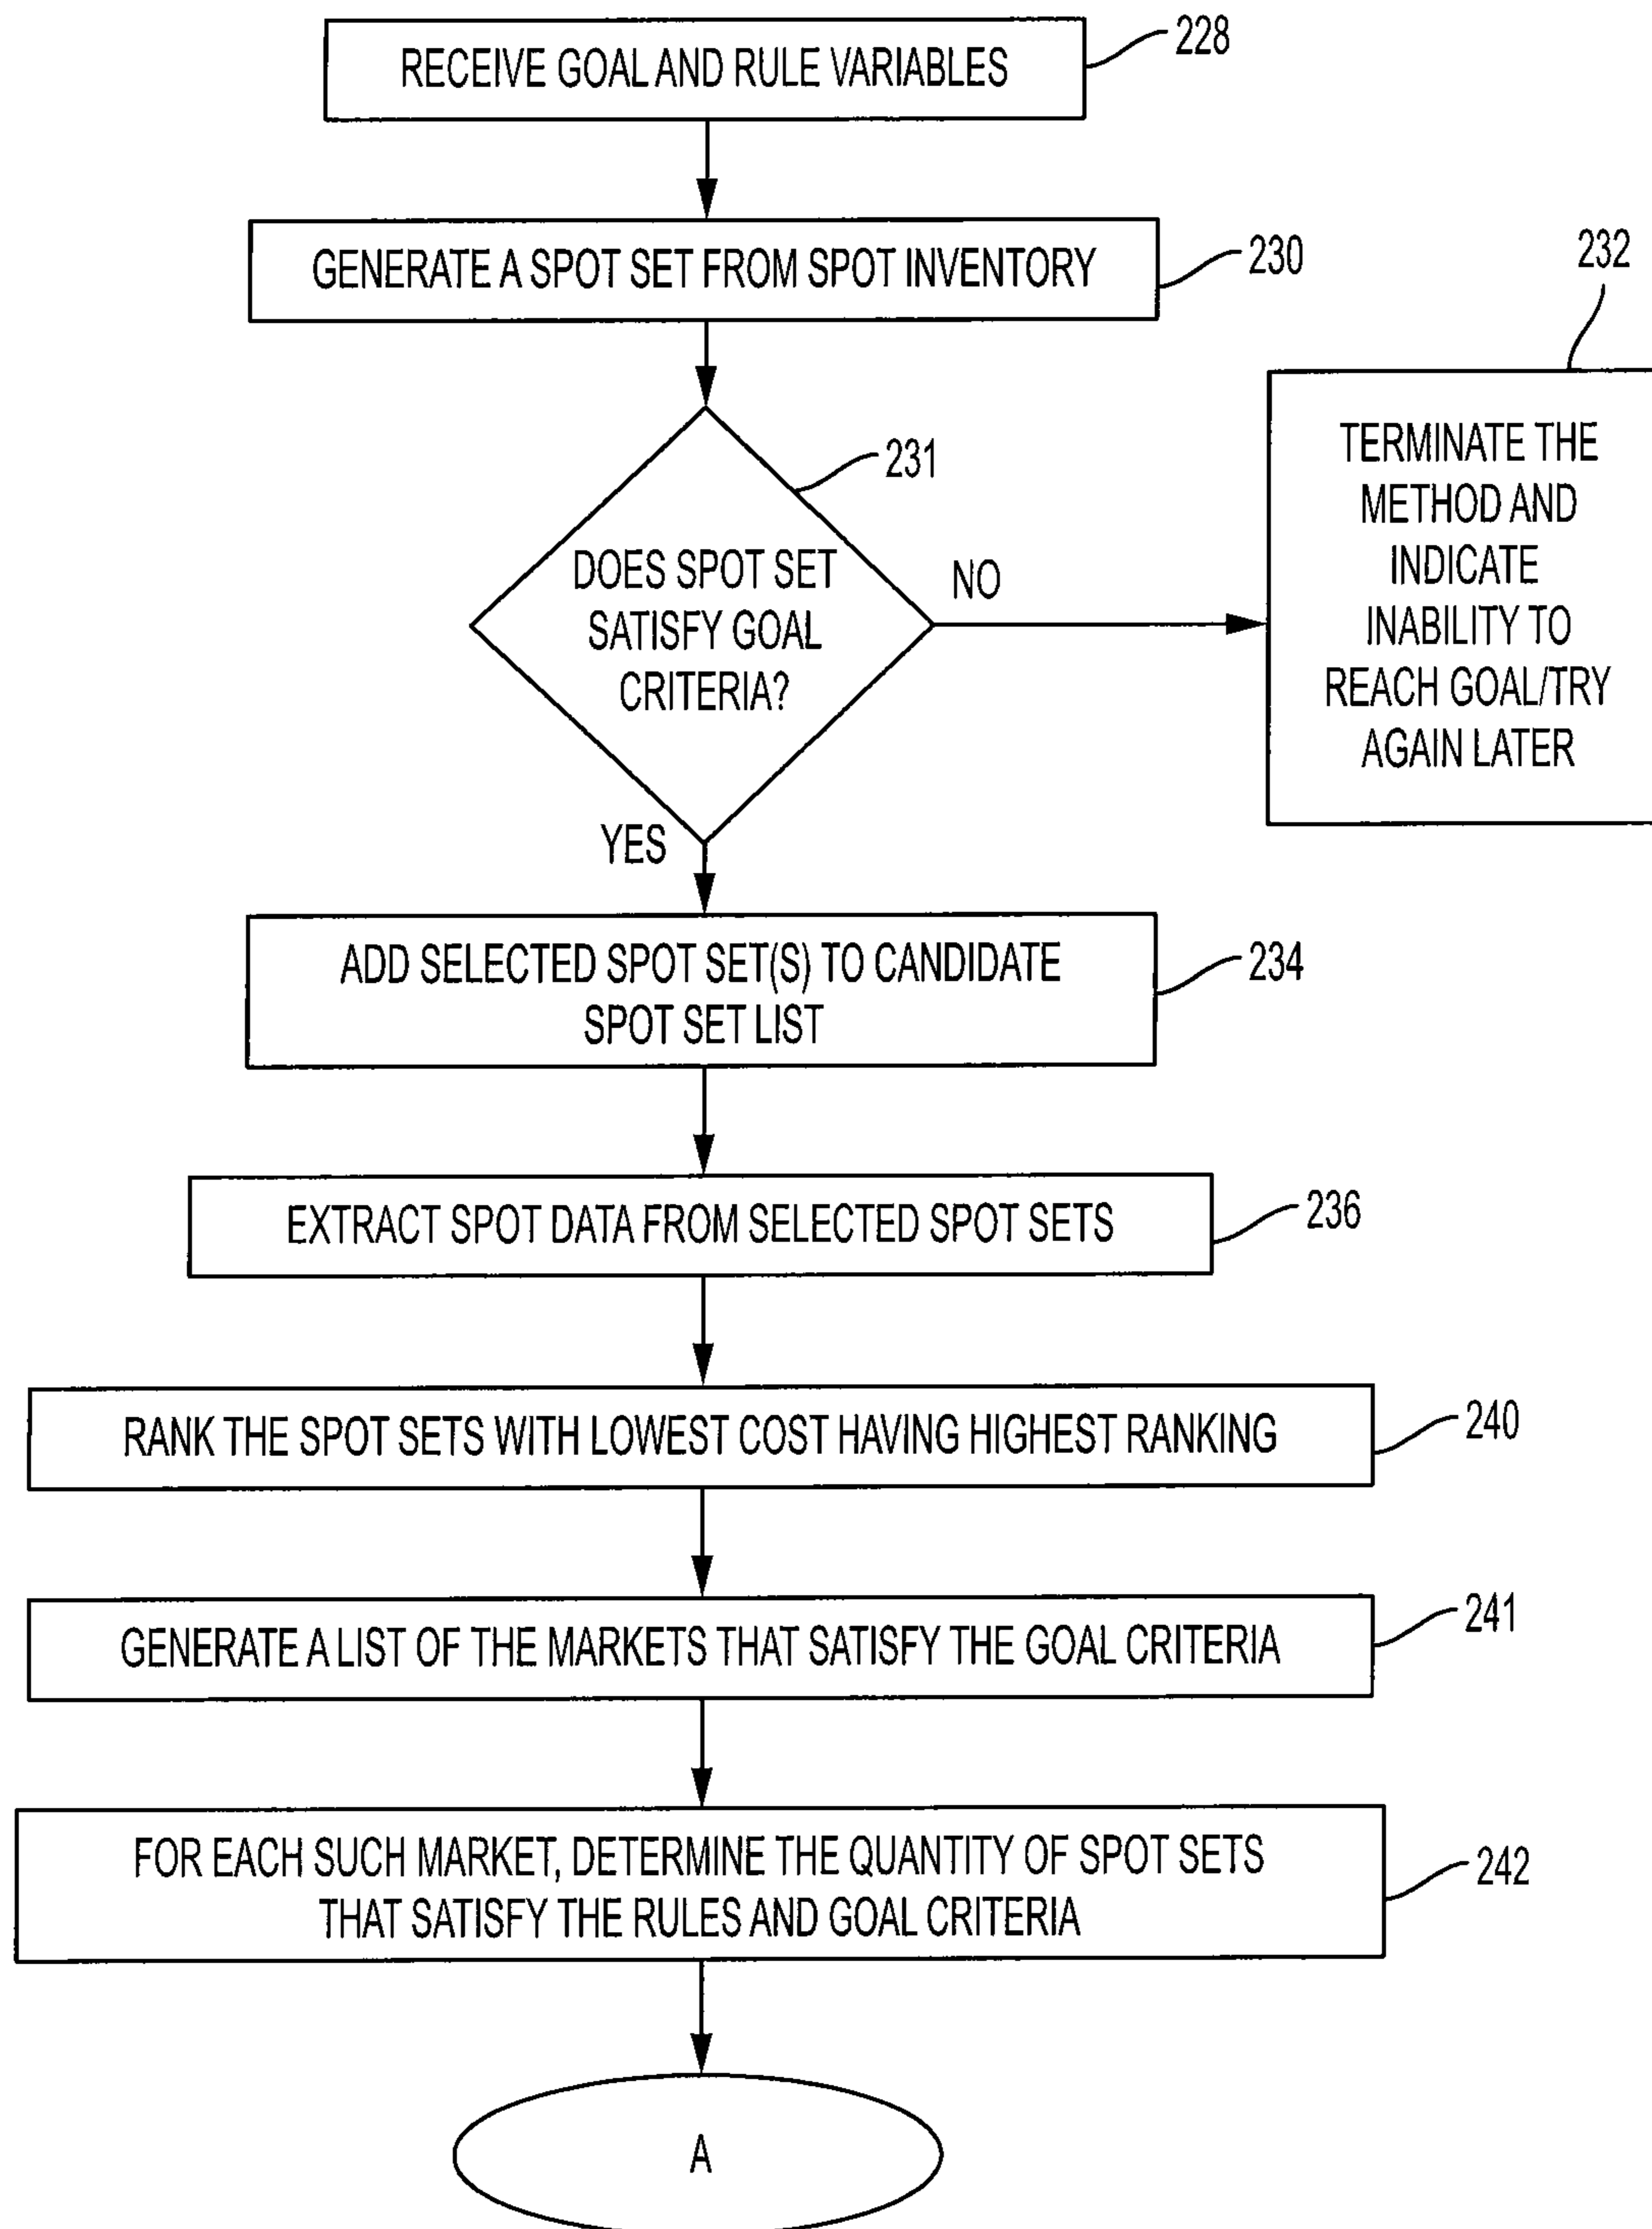 RECEIVE GOAL AND RULE VARIABLES
228
GENERATE A SPOT SET FROM SPOT INVENTORY
230
232
TERMINATE THE
METHOD AND
INDICATE
INABILITY TO
REACH GOAL/TRY
AGAIN LATER
231
DOES SPOT SET
SATISFY GOAL
CRITERIA?
NO
YES
ADD SELECTED SPOT SET(S) TO CANDIDATE
SPOT SET LIST
234
EXTRACT SPOT DATA FROM SELECTED SPOT SETS
236
RANK THE SPOT SETS WITH LOWEST COST HAVING HIGHEST RANKING
240
GENERATE A LIST OF THE MARKETS THAT SATISFY THE GOAL CRITERIA
241
FOR EACH SUCH MARKET, DETERMINE THE QUANTITY OF SPOT SETS
THAT SATISFY THE RULES AND GOAL CRITERIA
242
A